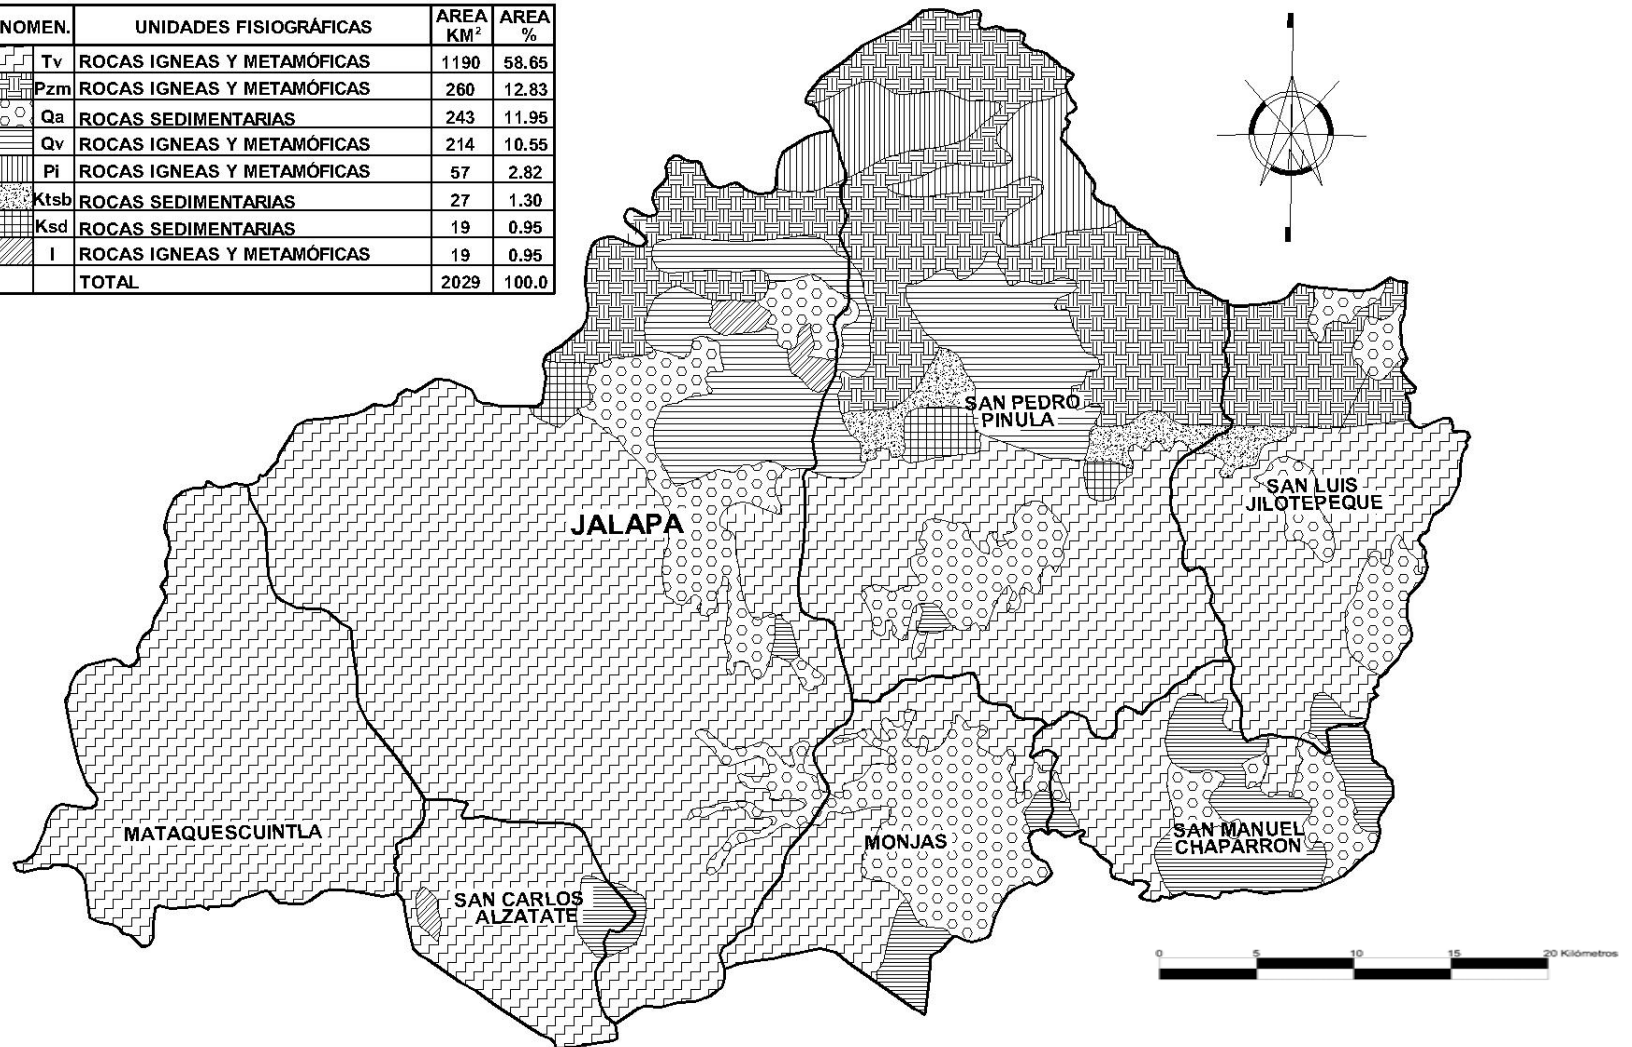 NOMEN. UNIDADES FISIOGRÁFICAS AREA KM² AREA %
Tv ROCAS IGNEAS Y METAMÓFICAS 1190 58.65
Pzm ROCAS IGNEAS Y METAMÓFICAS 260 12.83
Qa ROCAS SEDIMENTARIAS 243 11.95
Qv ROCAS IGNEAS Y METAMÓFICAS 214 10.55
Pi ROCAS IGNEAS Y METAMÓFICAS 57 2.82
Ktsb ROCAS SEDIMENTARIAS 27 1.30
Ksd ROCAS SEDIMENTARIAS 19 0.95
I ROCAS IGNEAS Y METAMÓFICAS 19 0.95
TOTAL 2029 100.0
SAN PEDRO
PINULA
SAN LUIS
JILOTEPEQUE
JALAPA
MATAQUESCUINTLA
MONJAS
SAN MANUEL
CHAPARRON
SAN CARLOS
ALZATATE
0 5 10 15 20 Kilómetros